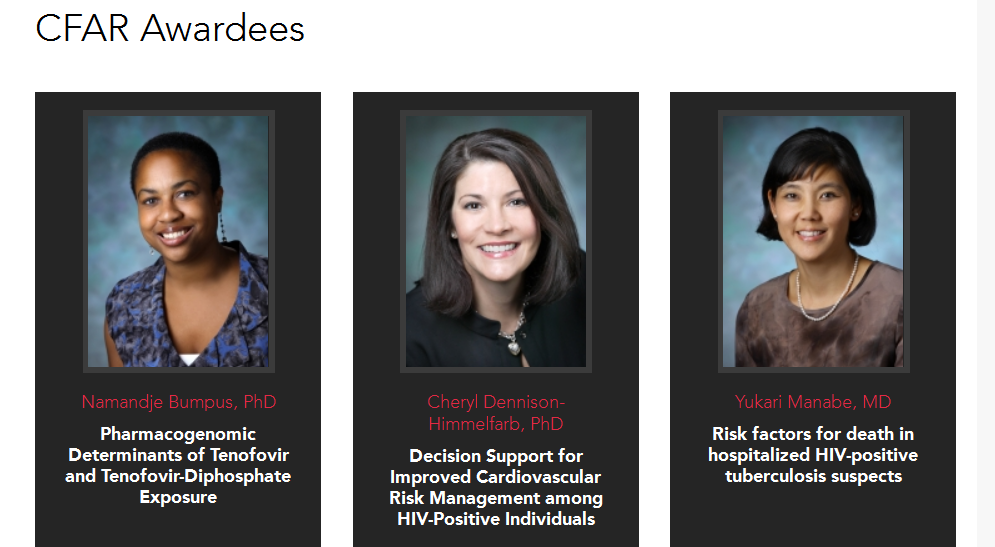 CFAR Awardees
Namandje Bumpus, PhD
Pharmacogenomic
Determinants of Tenofovir
and Tenofovir-Diphosphate
Exposure
Cheryl Dennison-
Himmelfarb, PhD
Decision Support for
Improved Cardiovascular
Risk Management among
HIV-Positive Individuals
Yukari Manabe, MD
Risk factors for death in
hospitalized HIV-positive
tuberculosis suspects